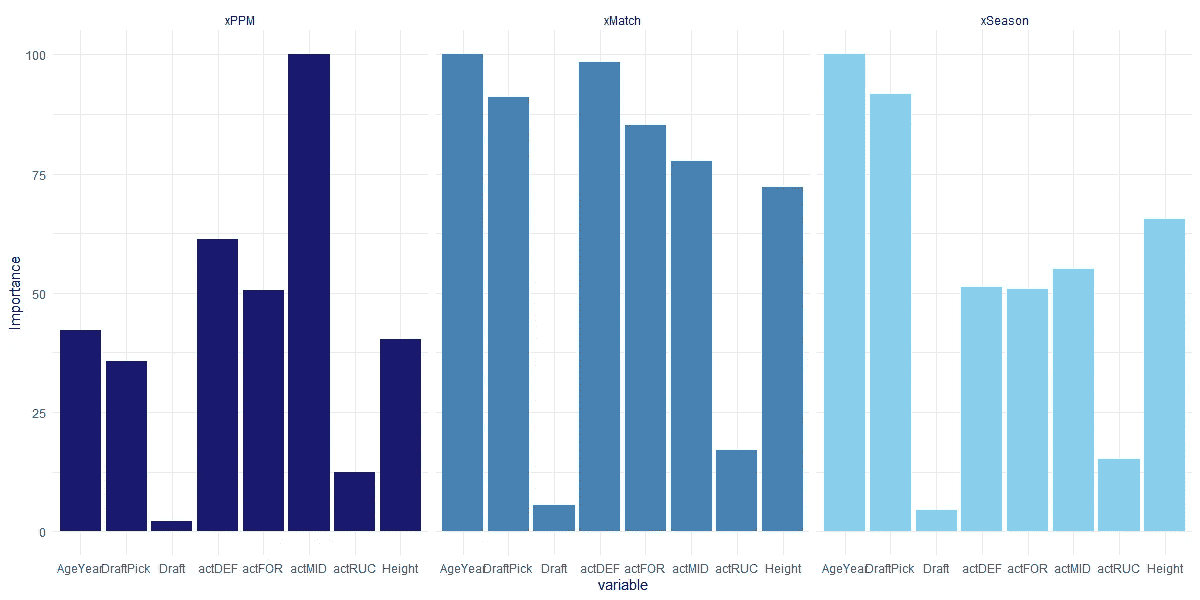 xPPM xMatch xSeason
100
75
50
25
0
Importance
AgeYear DraftPick Draft actDEF actFOR actMID actRUC Height AgeYear DraftPick Draft actDEF actFOR actMID actRUC Height AgeYear DraftPick Draft actDEF actFOR actMID actRUC Height
variable